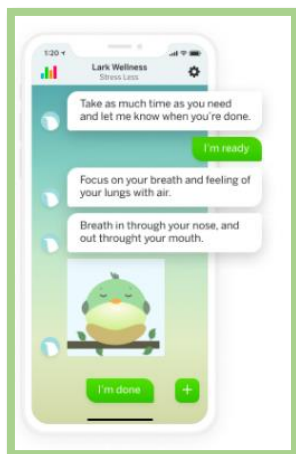 1:20
Lark Wellness
Stress Less
Take as much time as you need
and let me know when you're done.
I'm ready
Focus on your breath and feeling of
your lungs with air.
Breath in through your nose, and
out throught your mouth.
I'm done
+